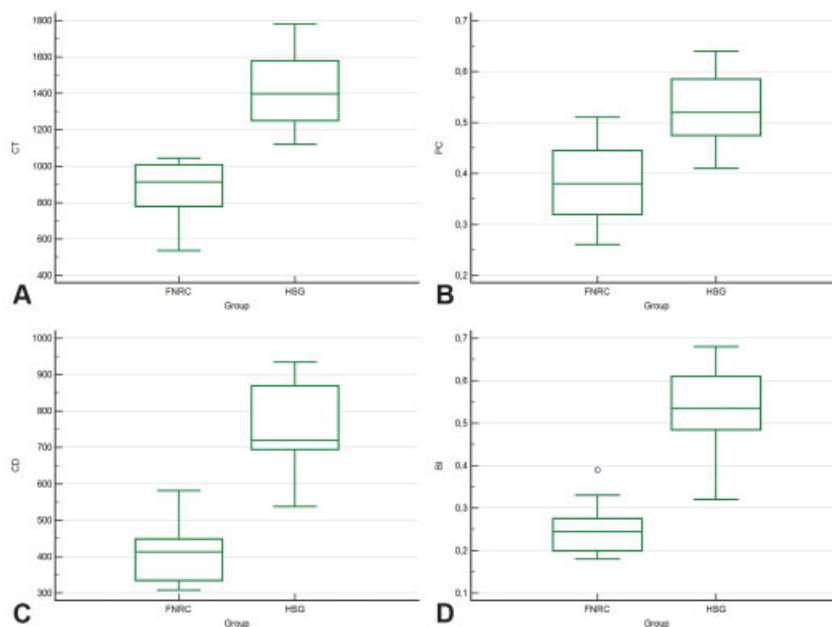 1800
1600
1400
1200
1000
800
600
400
CT
FNRC HSG
Group
A
0,7
0,6
0,5
0,4
0,3
0,2
PC
FNRC HSG
Group
B
1000
900
800
700
600
500
400
300
CD
FNRC HSG
Group
C
0,7
0,6
0,5
0,4
0,3
0,2
0,1
BI
FNRC HSG
Group
D